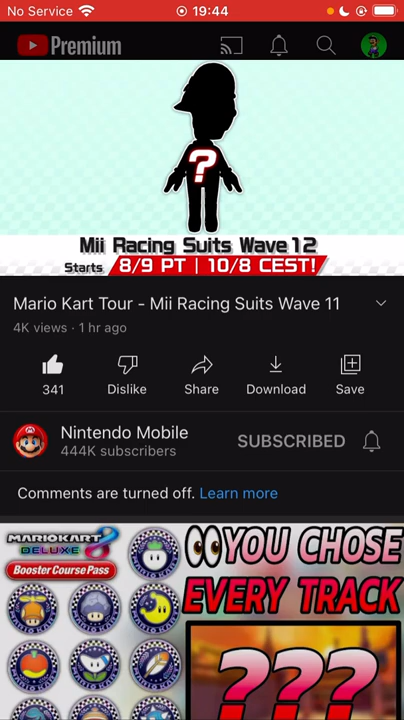 No Service 19:44
Premium
?
Mii Racing Suits Wave 12
Starts 8/9 PT | 10/8 CEST!
Mario Kart Tour - Mii Racing Suits Wave 11
4K views · 1 hr ago
341 Dislike Share Download Save
Nintendo Mobile
444K subscribers
SUBSCRIBED
Comments are turned off. Learn more
MARIOKART 8
DELUXE
Booster Course Pass
YOU CHOSE
EVERY TRACK
???